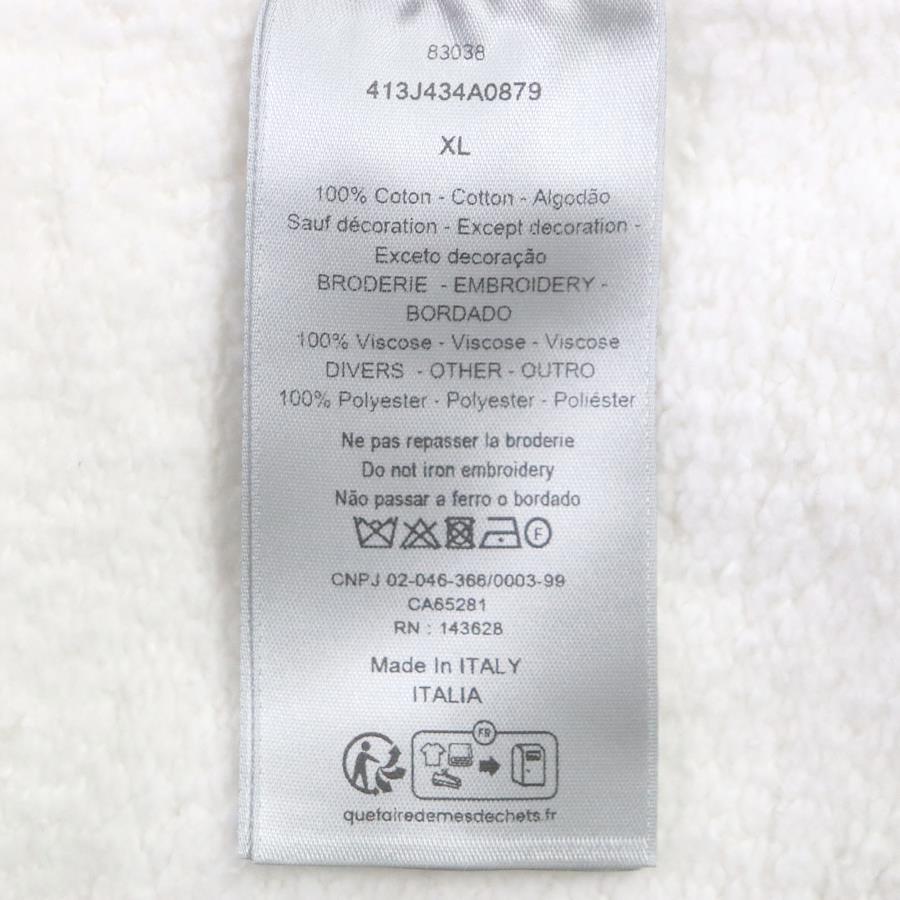 83038
413J434A0879
XL
100% Coton - Cotton - Algodão
Sauf décoration - Except decoration -
Exceto decoração
BRODERIE - EMBROIDERY -
BORDADO
100% Viscose - Viscose - Viscose
DIVERS - OTHER - OUTRO
100% Polyester - Polyester - Poliéster
Ne pas repasser la broderie
Do not iron embroidery
Não passar a ferro o bordado
F
CNPJ 02-046-366/0003-99
CA65281
RN : 143628
Made In ITALY
ITALIA
FR
quefairedemesdechets.fr